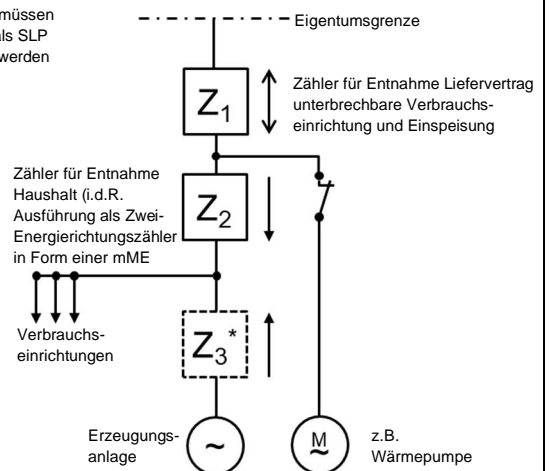 müssen
als SLP
werden
Eigentumsgrenze
Z1
Zähler für Entnahme Liefervertrag
unterbrechbare Verbrauchs-
einrichtung und Einspeisung
Zähler für Entnahme
Haushalt (i.d.R.
Ausführung als Zwei-
Energierichtungszähler
in Form einer mME
Z2
Verbrauchs-
einrichtungen
Z3*
Erzeugungs-
anlage
~
M
~
z.B.
Wärmepumpe